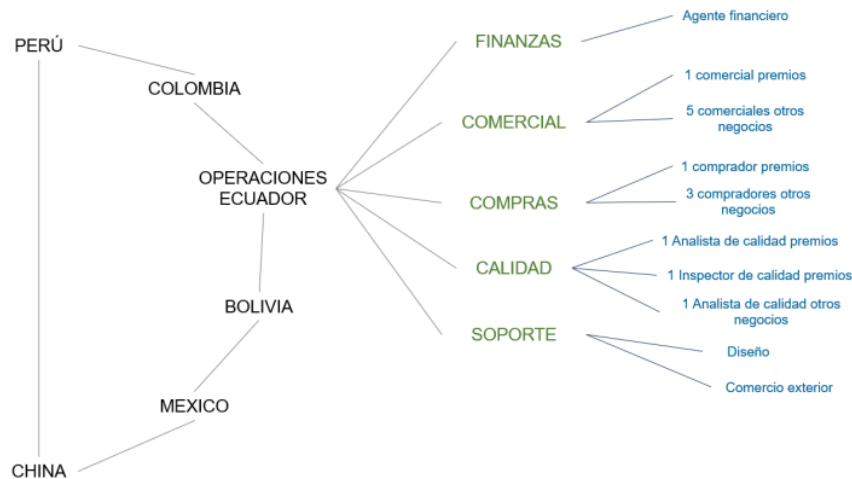 PERÚ
COLOMBIA
OPERACIONES
ECUADOR
BOLIVIA
MEXICO
CHINA
FINANZAS
Agente financiero
COMERCIAL
1 comercial premios
5 comerciales otros
negocios
COMPRAS
1 comprador premios
3 compradores otros
negocios
CALIDAD
1 Analista de calidad premios
1 Inspector de calidad premios
1 Analista de calidad otros
negocios
SOPORTE
Diseño
Comercio exterior